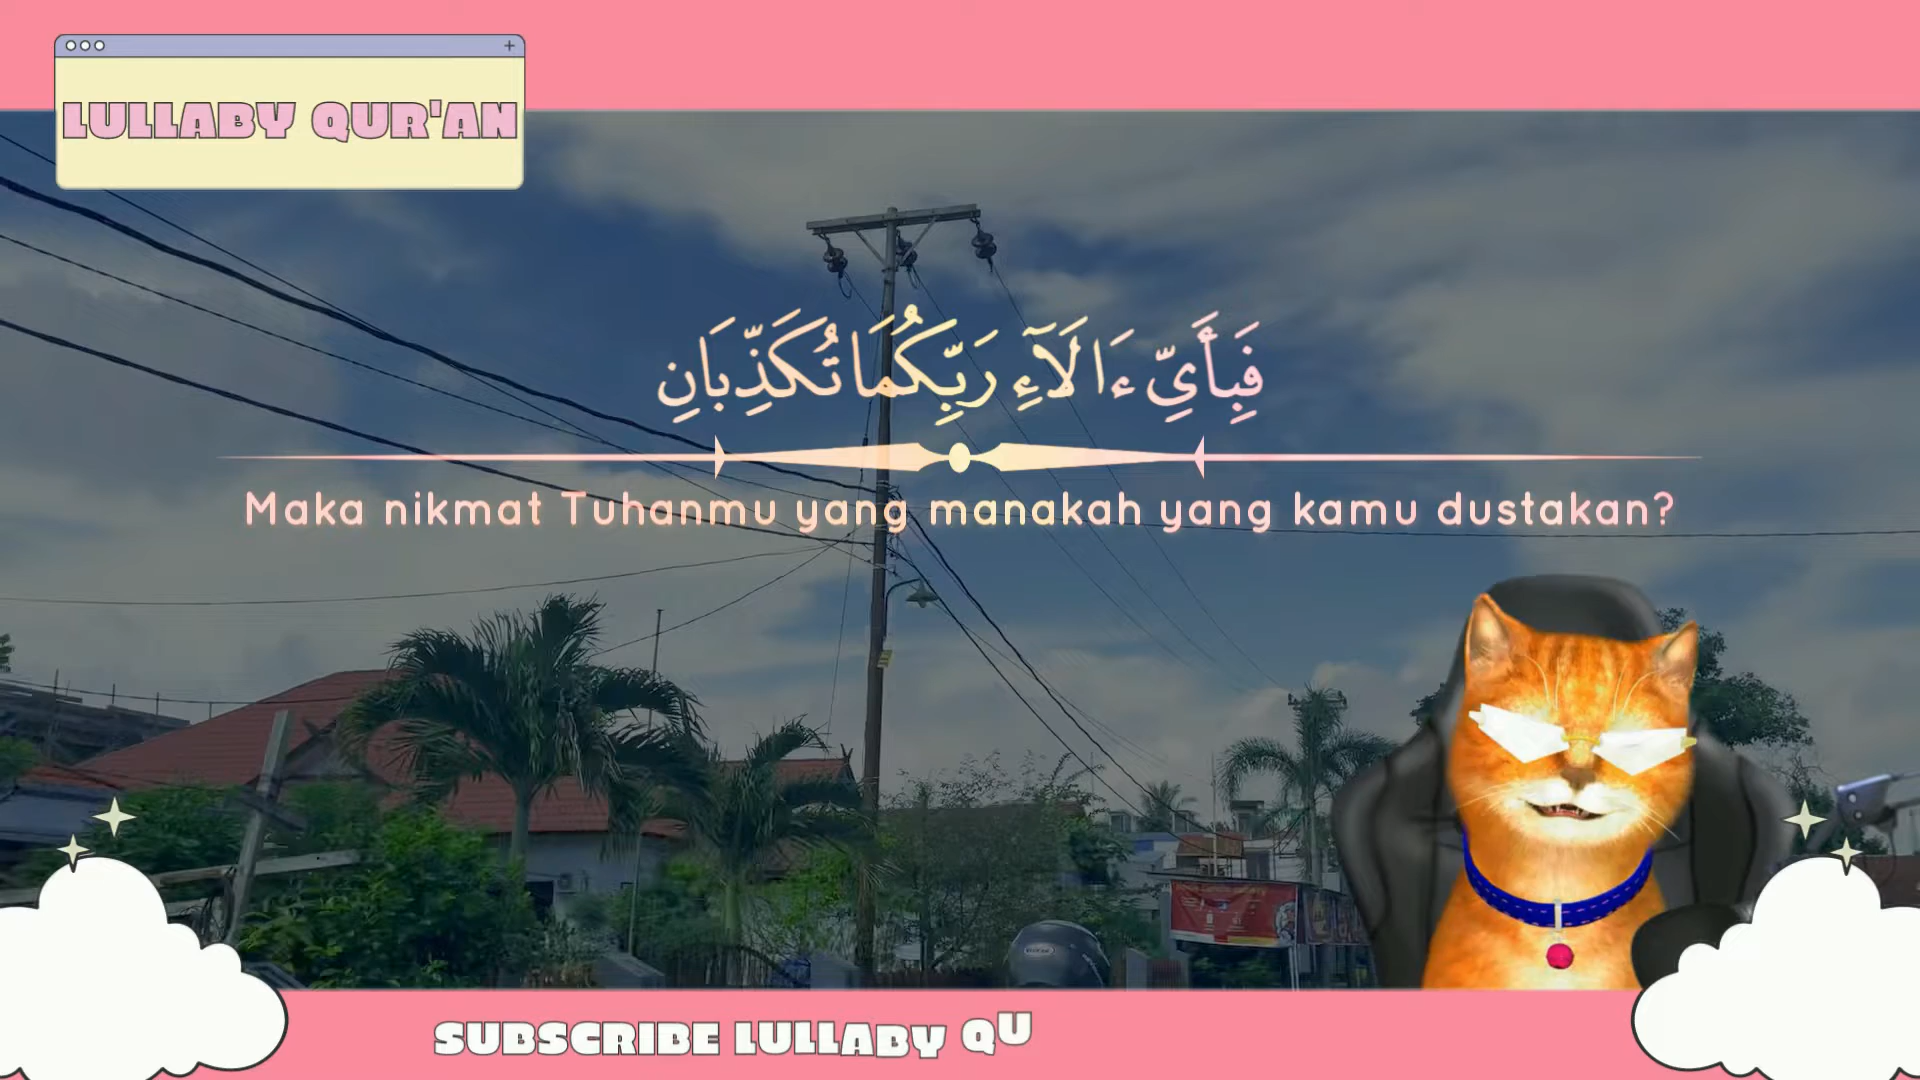 LULLABY QUR'AN
فَبِأَيِّ ءَالَآءِ رَبِّكُمَا تُكَذِّبَانِ
Maka nikmat Tuhanmu yang manakah yang kamu dustakan?
SUBSCRIBE LULLABY QU